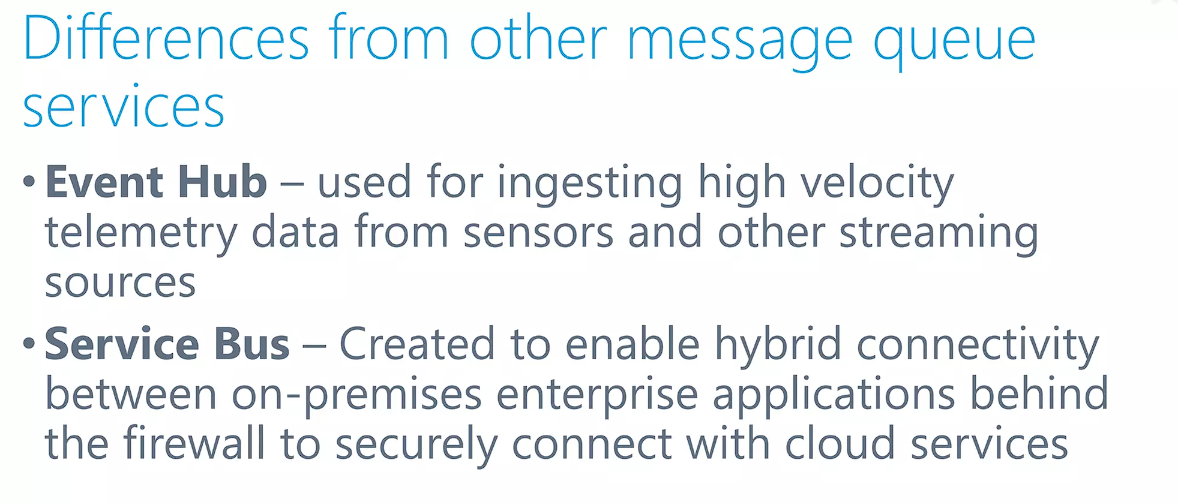 Differences from other message queue
services
• Event Hub – used for ingesting high velocity
telemetry data from sensors and other streaming
sources
• Service Bus – Created to enable hybrid connectivity
between on-premises enterprise applications behind
the firewall to securely connect with cloud services